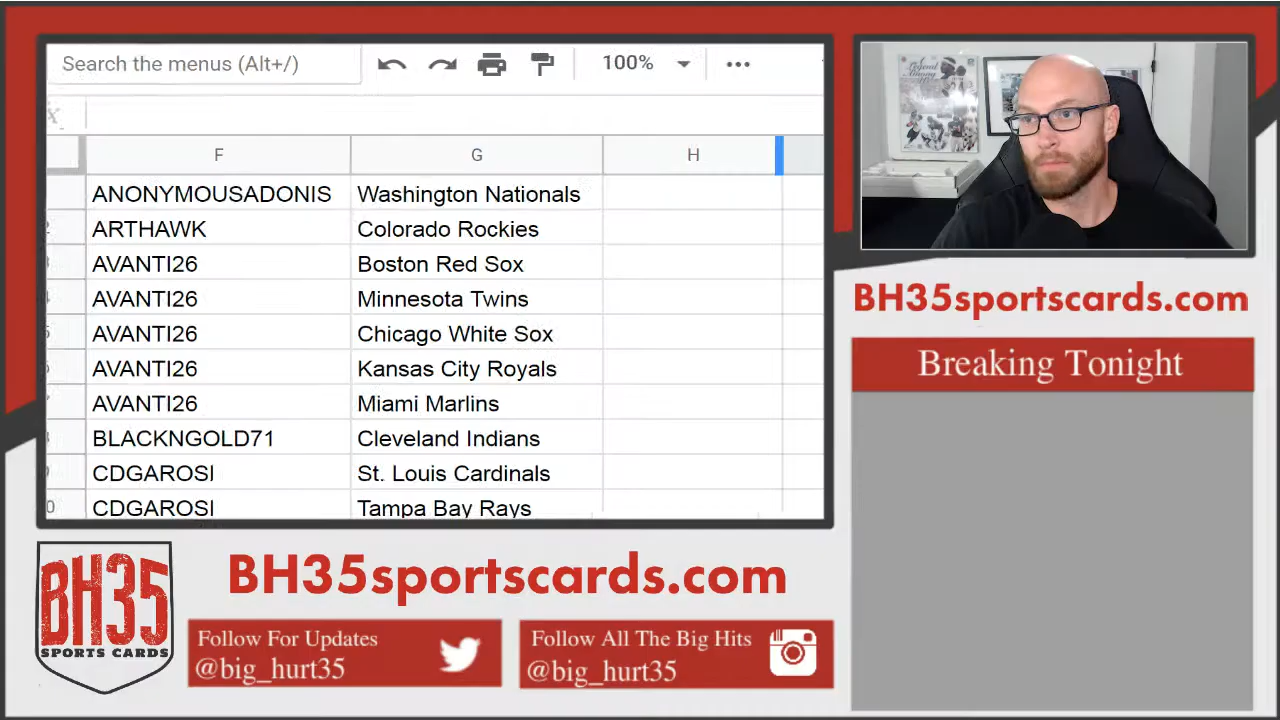 Search the menus (Alt+/)
100%
F G H
ANONYMOUSADONIS Washington Nationals
ARTHAWK Colorado Rockies
AVANTI26 Boston Red Sox
AVANTI26 Minnesota Twins
AVANTI26 Chicago White Sox
AVANTI26 Kansas City Royals
AVANTI26 Miami Marlins
BLACKNGOLD71 Cleveland Indians
CDGAROSI St. Louis Cardinals
CDGAROSI Tampa Bay Rays
BH35sportscards.com
Breaking Tonight
BH35
SPORTS CARDS
BH35sportscards.com
Follow For Updates
@big_hurt35
Follow All The Big Hits
@big_hurt35